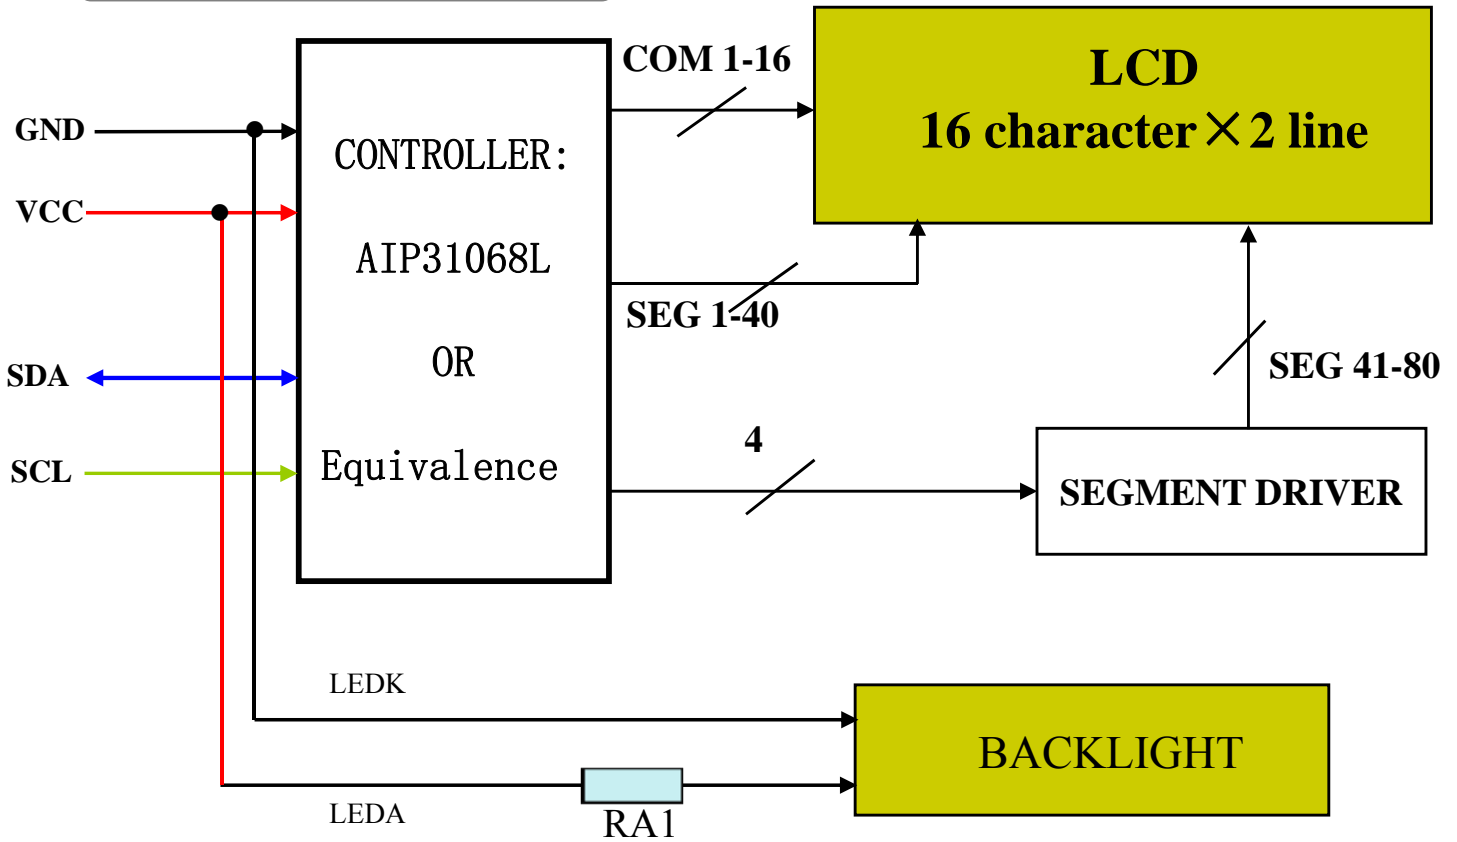 COM 1-16
LCD
16 character×2 line
GND
CONTROLLER:
VCC
AIP31068L
SEG 1-40
OR
SDA
SEG 41-80
4
SCL
Equivalence
SEGMENT DRIVER
LEDK
BACKLIGHT
LEDA
RA1